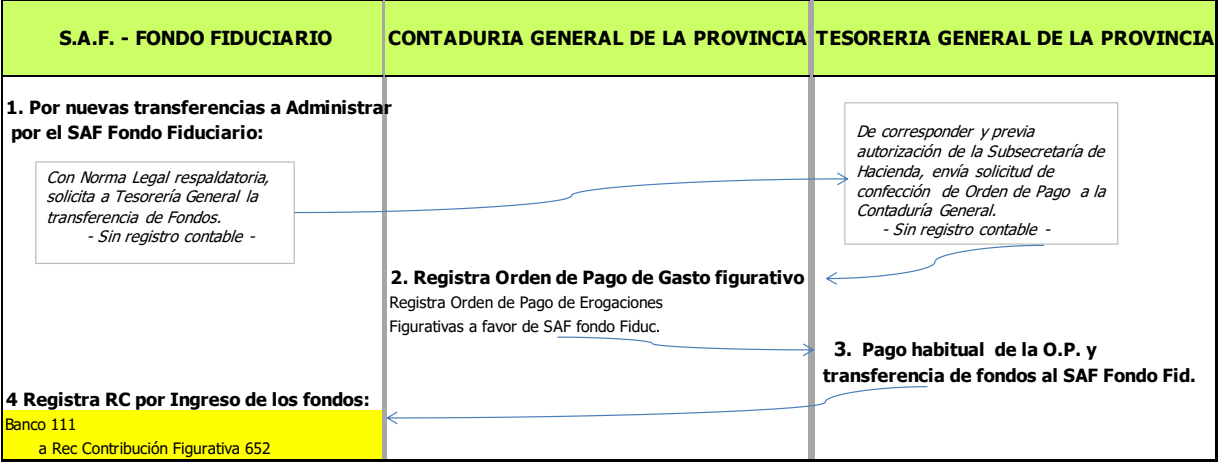 S.A.F. - FONDO FIDUCIARIO
CONTADURIA GENERAL DE LA PROVINCIA
TESORERIA GENERAL DE LA PROVINCIA
1. Por nuevas transferencias a Administrar
por el SAF Fondo Fiduciario:
Con Norma Legal respaldatoria,
solicita a Tesorería General la
transferencia de Fondos.
- Sin registro contable -
De corresponder y previa
autorización de la Subsecretaría de
Hacienda, envía solicitud de
confección de Orden de Pago a la
Contaduría General.
- Sin registro contable -
2. Registra Orden de Pago de Gasto figurativo
Registra Orden de Pago de Erogaciones
Figurativas a favor de SAF fondo Fiduc.
3. Pago habitual de la O.P. y
transferencia de fondos al SAF Fondo Fid.
4 Registra RC por Ingreso de los fondos:
Banco 111
a Rec Contribución Figurativa 652